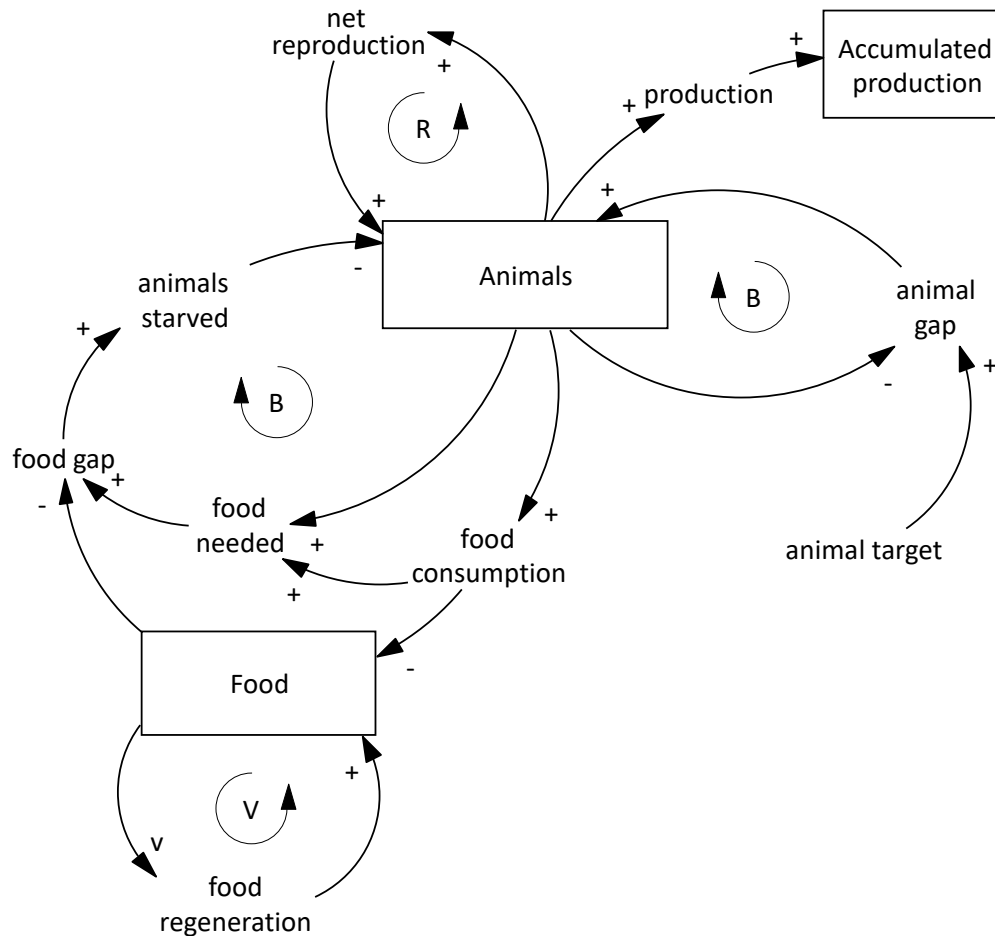 net
reproduction
+
+
Accumulated
production
production
+
R
+
+
-
Animals
B
animal
gap
animals
starved
+
-
+
B
food gap
+
-
food
needed
+
+
food
consumption
+
animal target
-
Food
+
V
v
food
regeneration